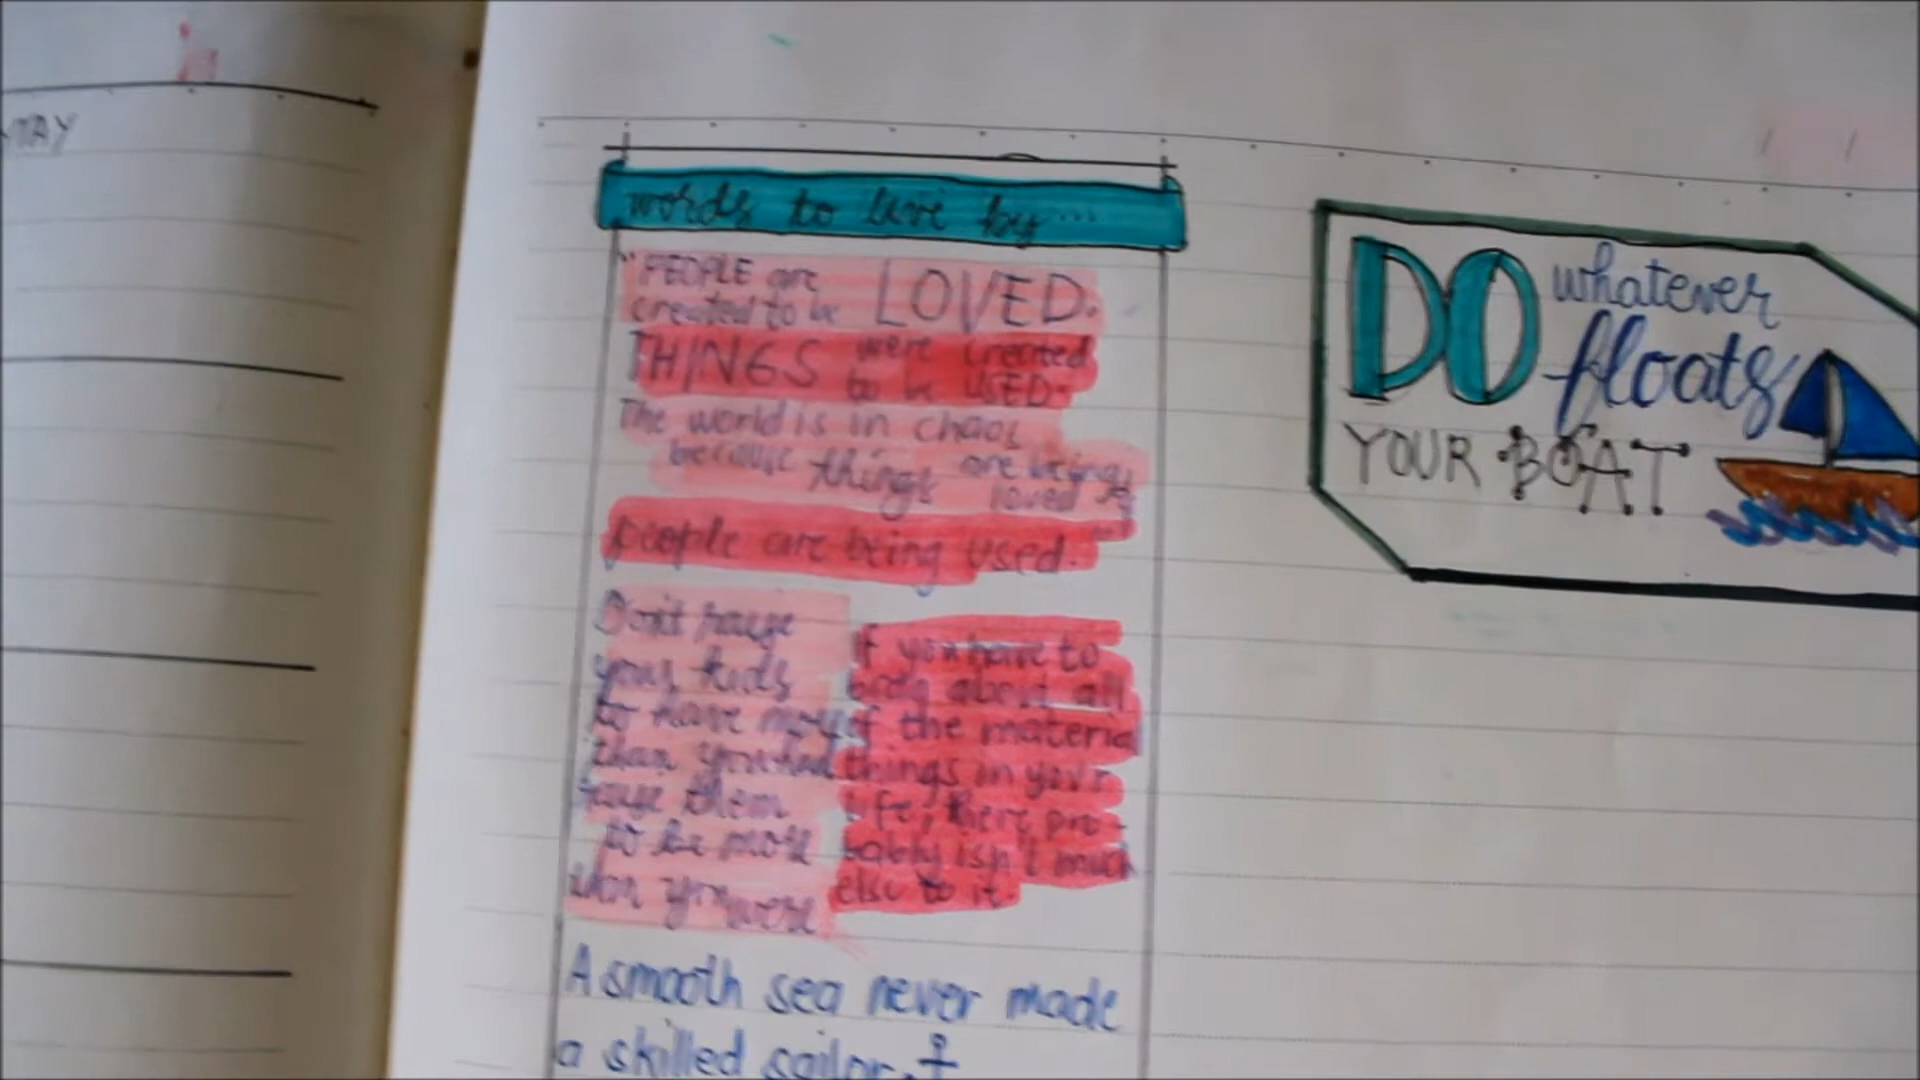 words to live by...
"PEOPLE are
created to be LOVED.
THINGS were created
to be USED.
The world is in chaos
because things are being
loved &
people are being used."
Don't rayse
your kids
to have more
than you had
rayse them
to be more
than you were
If you have to
brag about all
of the material
things in your
life, there pro-
bably isn't much
else to it.
A smooth sea never made
a skilled sailor.
DO whatever
floats
YOUR BOAT